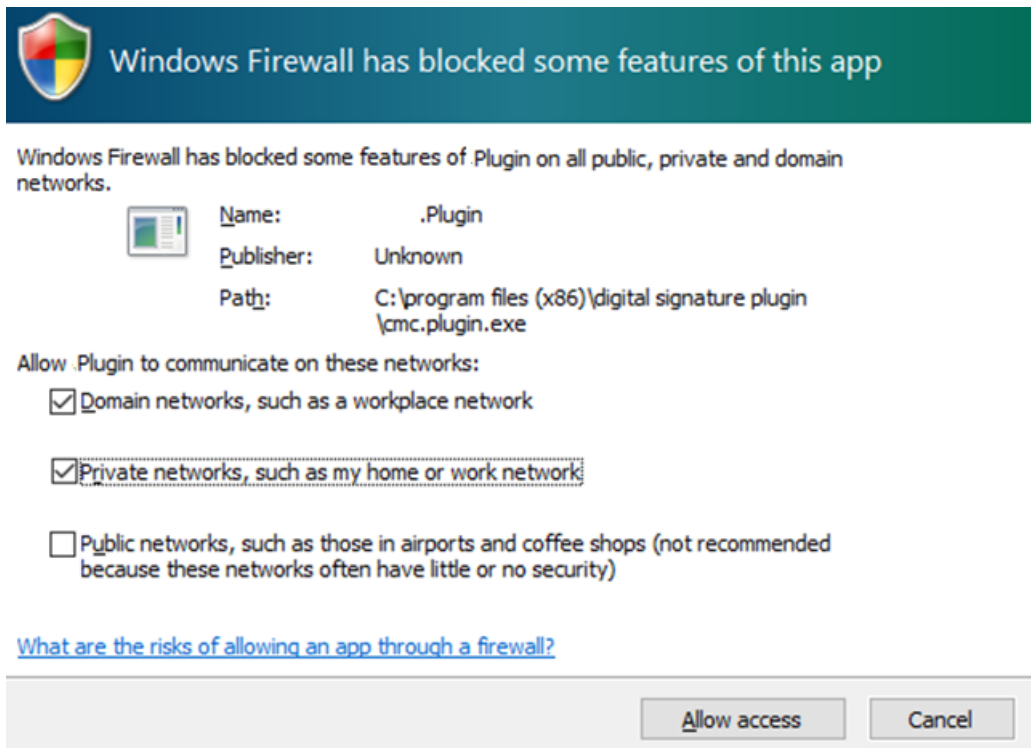 Windows Firewall has blocked some features of this app
Windows Firewall has blocked some features of .Plugin on all public, private and domain
networks.
Name: .Plugin
Publisher: Unknown
Path: C:\program files (x86)\digital signature plugin
\cmc.plugin.exe
Allow .Plugin to communicate on these networks:
Domain networks, such as a workplace network
Private networks, such as my home or work network
Public networks, such as those in airports and coffee shops (not recommended
because these networks often have little or no security)
What are the risks of allowing an app through a firewall?
Allow access Cancel